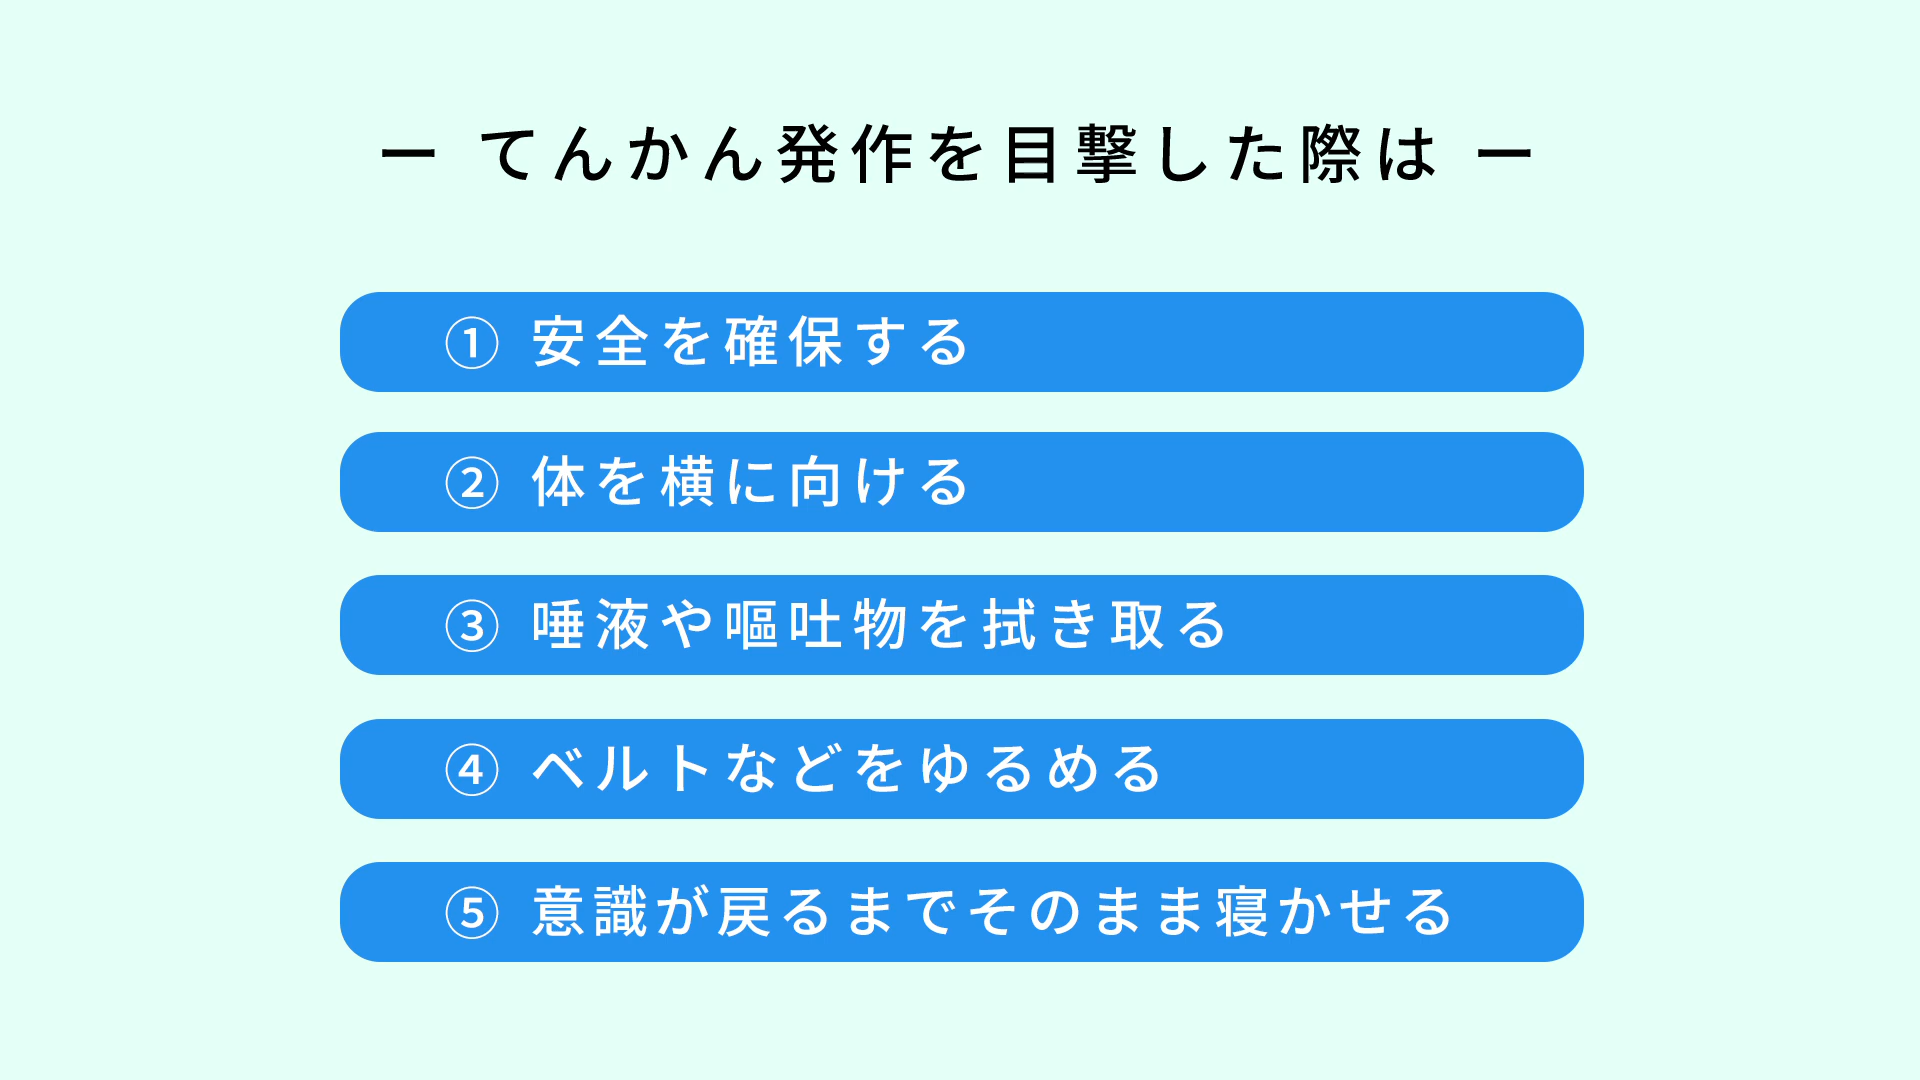 ー てんかん発作を目撃した際は ー
① 安全を確保する
② 体を横に向ける
③ 唾液や嘔吐物を拭き取る
④ ベルトなどをゆるめる
⑤ 意識が戻るまでそのまま寝かせる